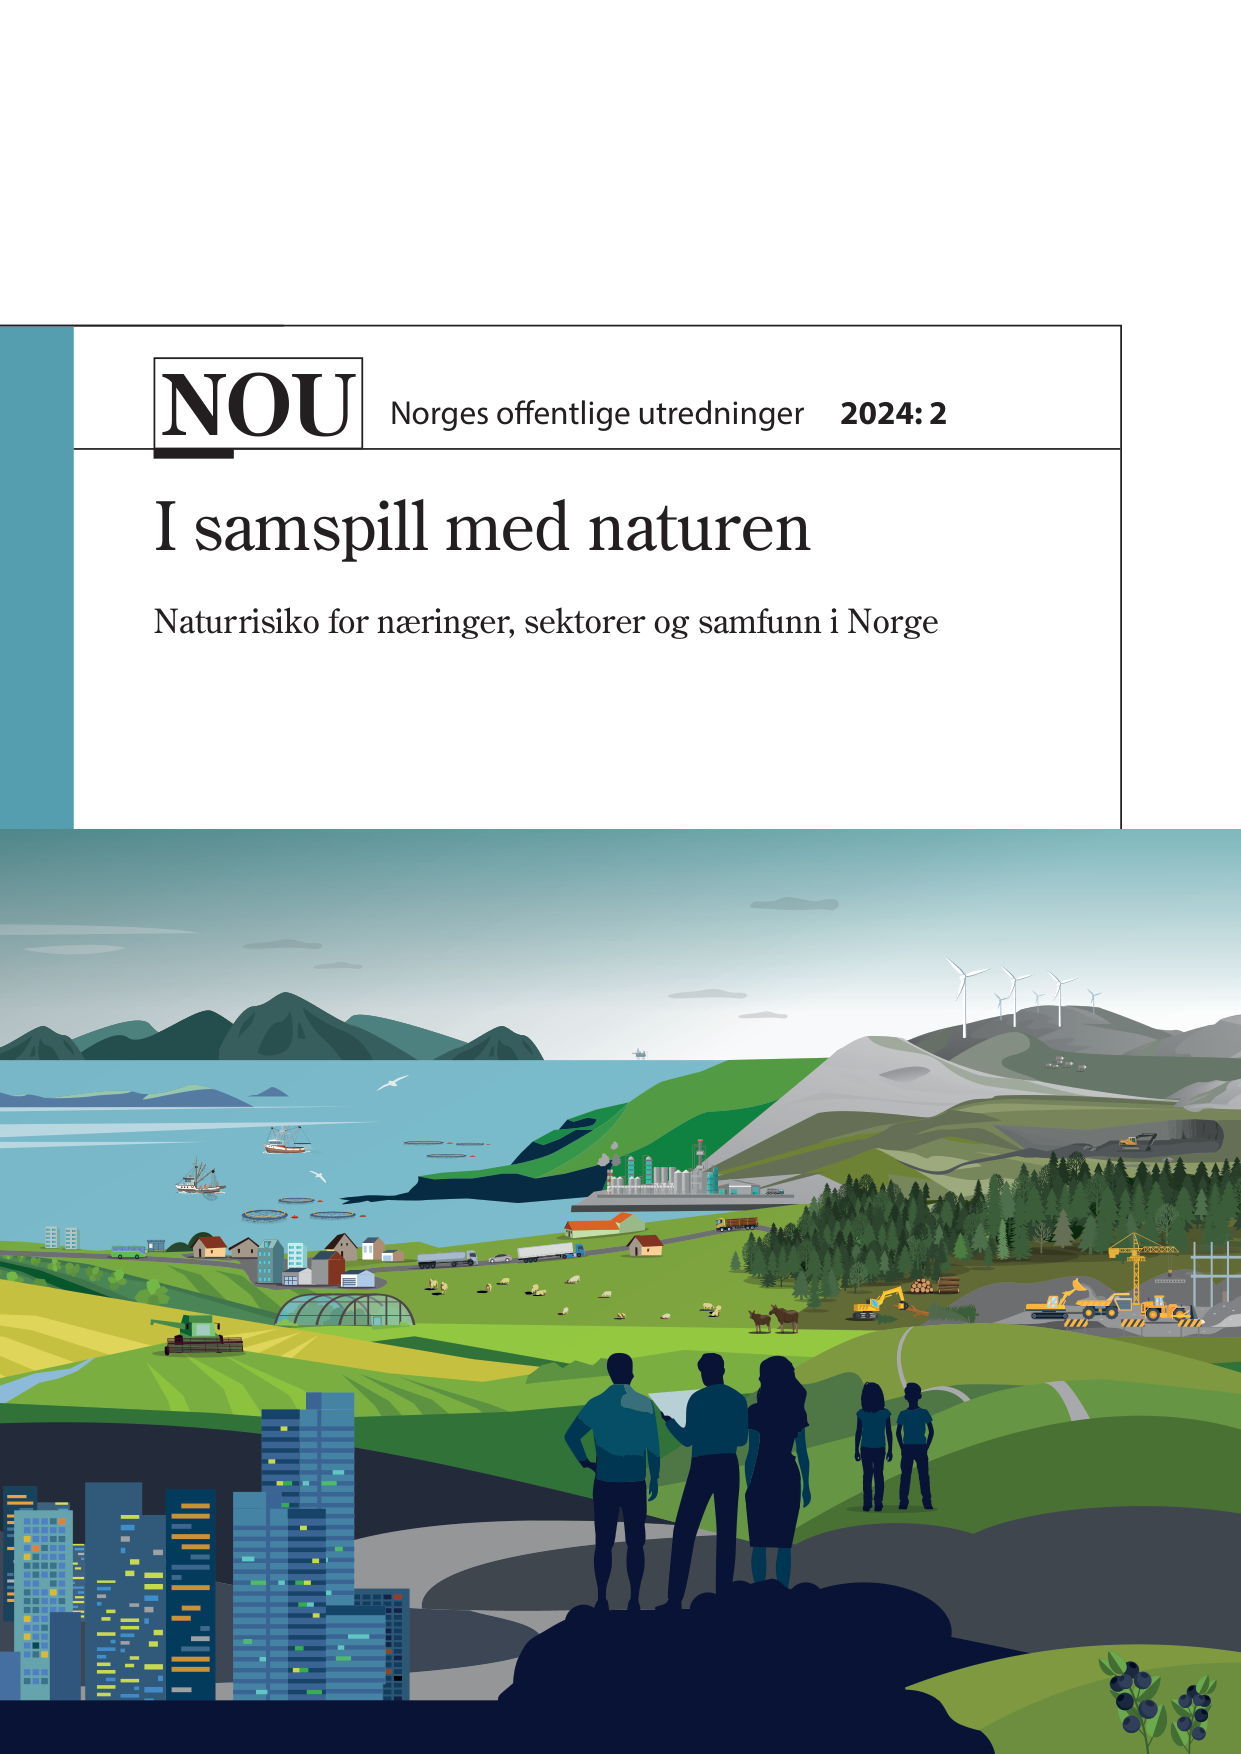 NOU Norges offentlige utredninger 2024: 2
I samspill med naturen
Naturrisiko for næringer, sektorer og samfunn i Norge